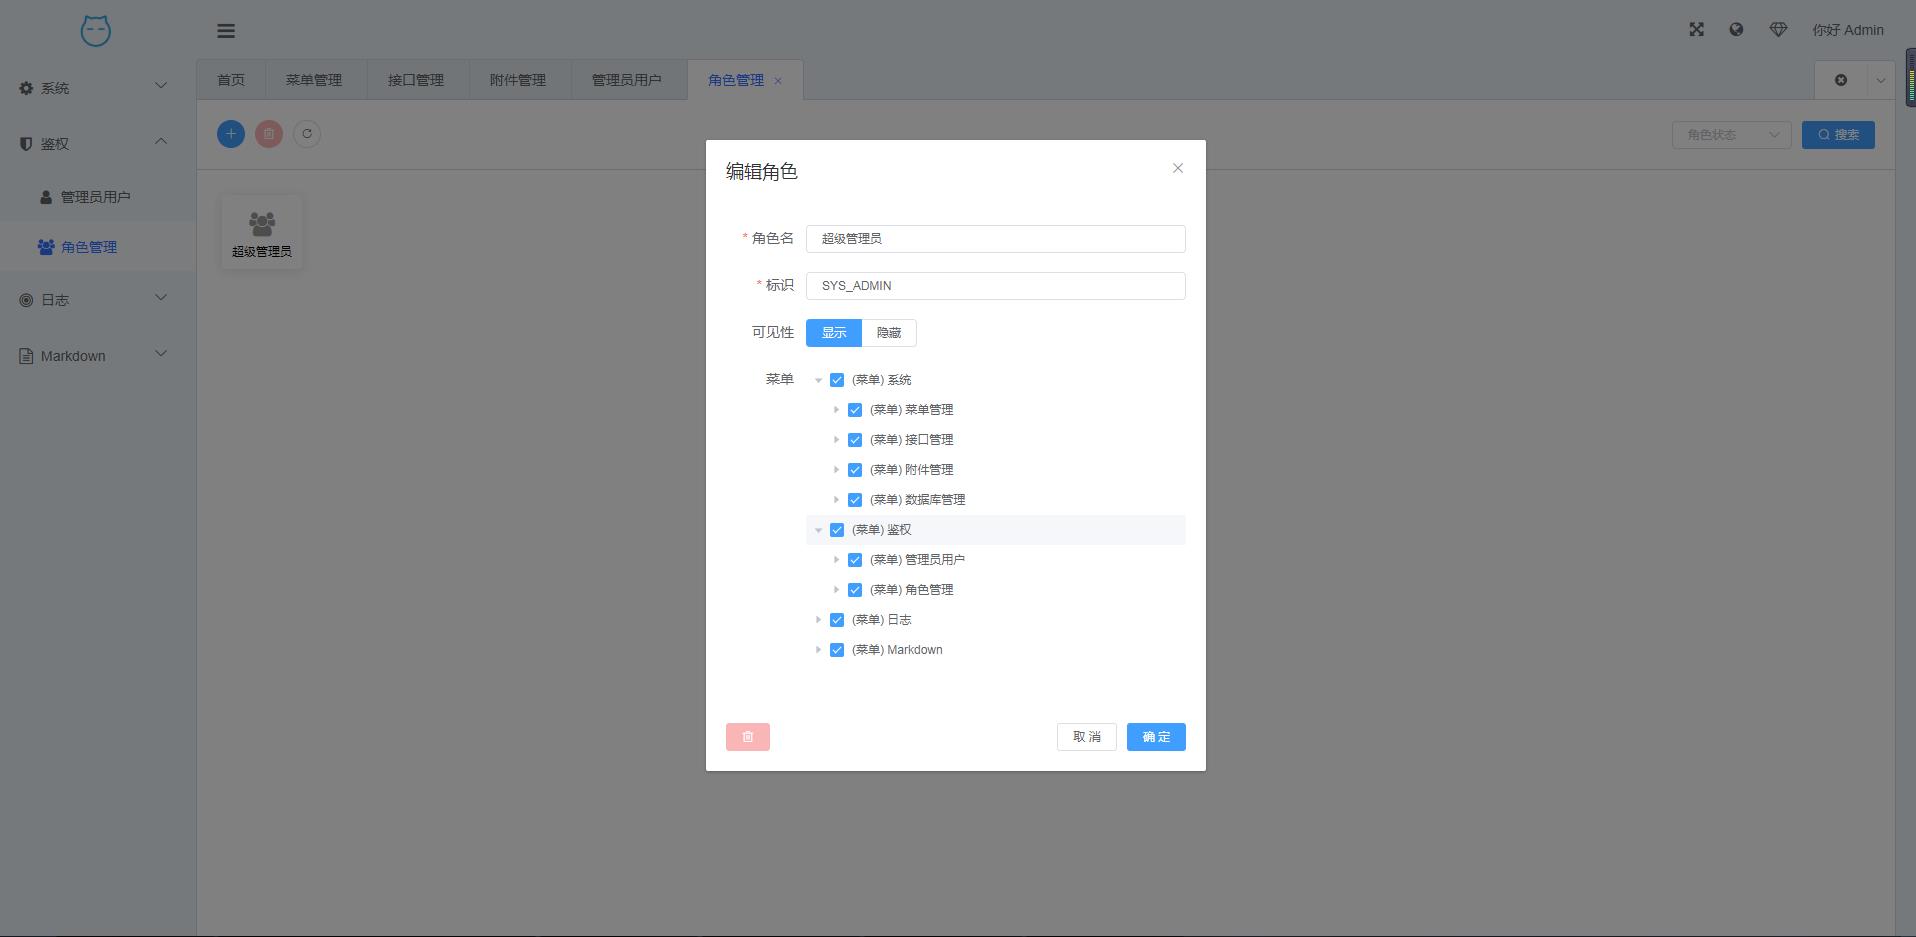 你好 Admin
系统
鉴权
管理员用户
角色管理
日志
Markdown
首页 菜单管理 接口管理 附件管理 管理员用户 角色管理
角色状态 搜索
超级管理员
编辑角色
* 角色名 超级管理员
* 标识 SYS_ADMIN
可见性 显示 隐藏
菜单 (菜单) 系统
(菜单) 菜单管理
(菜单) 接口管理
(菜单) 附件管理
(菜单) 数据库管理
(菜单) 鉴权
(菜单) 管理员用户
(菜单) 角色管理
(菜单) 日志
(菜单) Markdown
取 消 确 定